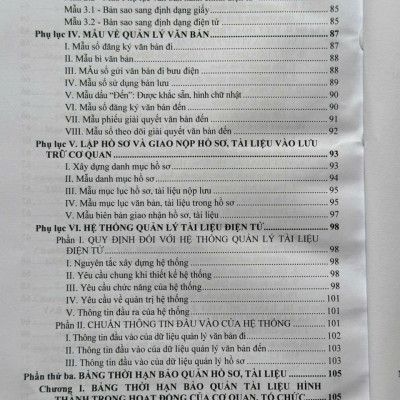 Mẫu 3.1 - Bản sao sang định dạng giấy 85
Mẫu 3.2 - Bản sao sang định dạng điện tử 85
Phụ lục IV. MẪU VỀ QUẢN LÝ VĂN BẢN 87
I. Mẫu sổ đăng ký văn bản đi 87
II. Mẫu bì văn bản 88
III. MẪu sổ gửi văn bản đi bưu điện 88
IV. Mẫu sổ sử dụng bản lưu 89
V. Mẫu dấu "Đến": Được khắc sẵn, hình chữ nhật 90
VI. Mẫu sổ đăng ký văn bản đến 90
VII. Mẫu phiếu giải quyết văn bản đến 91
VIII. Mẫu sổ theo dõi giải quyết văn bản đến 92
Phụ lục V. LẬP HỒ SƠ VÀ GIAO NỘP HỒ SƠ, TÀI LIỆU VÀO LƯU
TRỮ CƠ QUAN 93
I. Xây dựng danh mục hồ sơ 93
II. Mẫu danh mục hồ sơ 94
III. Mẫu mục lục hồ sơ, tài liệu nộp lưu 95
IV. Mẫu mục lục văn bản, tài liệu trong hồ sơ 95
V. Mẫu biên bản giao nhận hồ sơ, tài liệu 97
Phụ lục VI. HỆ THỐNG QUẢN LÝ TÀI LIỆU ĐIỆN TỬ 98
Phần I. QUY ĐỊNH ĐỐI VỚI HỆ THỐNG QUẢN LÝ TÀI LIỆU
ĐIỆN TỬ 98
I. Nguyên tắc xây dựng hệ thống 98
II. Yêu cầu chung khi thiết kế hệ thống 98
III. Yêu cầu chức năng của hệ thống 98
IV. Yêu cầu về quản trị hệ thống 101
V. Thông tin đầu ra của hệ thống 101
Phần II. CHUẨN THÔNG TIN ĐẦU VÀO CỦA HỆ THỐNG 101
I. Thông tin đầu vào của dữ liệu quản lý văn bản đi 101
II. Thông tin đầu vào của dữ liệu quản lý văn bản đến 103
III. Thông tin đầu vào của dữ liệu quản lý hồ sơ 103
Phần thứ ba. BẢNG THỜI HẠN BẢO QUẢN HỒ SƠ, TÀI LIỆU 105
Chương I. BẢNG THỜI HẠN BẢO QUẢN TÀI LIỆU HÌNH
THÀNH TRONG HOẠT ĐỘNG CỦA CƠ QUAN, TỔ CHỨC 105